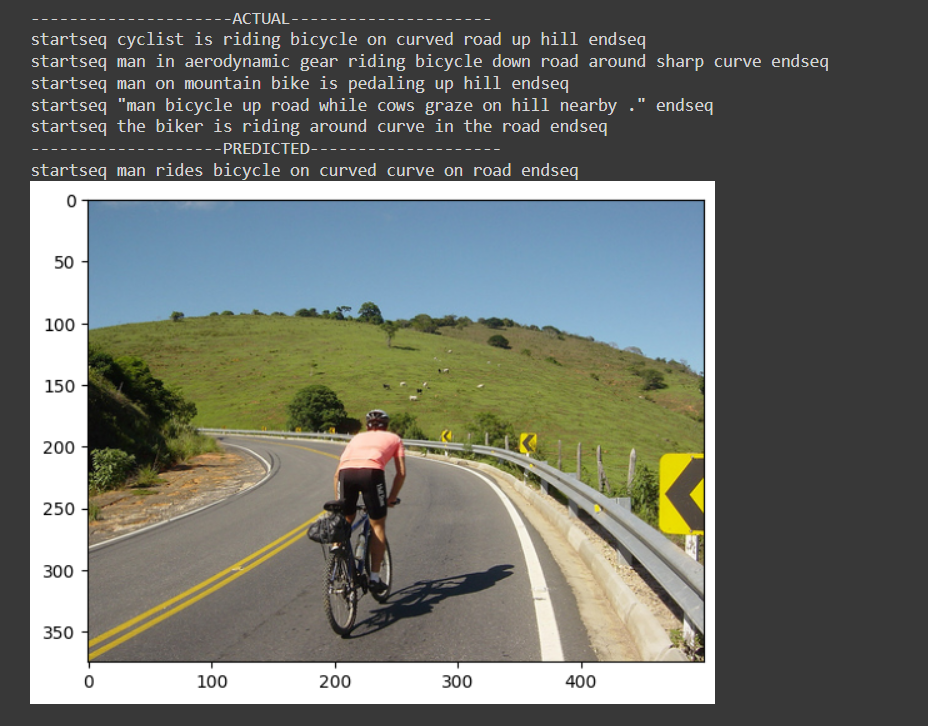 ---------------------ACTUAL---------------------
startseq cyclist is riding bicycle on curved road up hill endseq
startseq man in aerodynamic gear riding bicycle down road around sharp curve endseq
startseq man on mountain bike is pedaling up hill endseq
startseq "man bicycle up road while cows graze on hill nearby ." endseq
startseq the biker is riding around curve in the road endseq
--------------------PREDICTED--------------------
startseq man rides bicycle on curved curve on road endseq
0
50
100
150
200
250
300
350
0 100 200 300 400